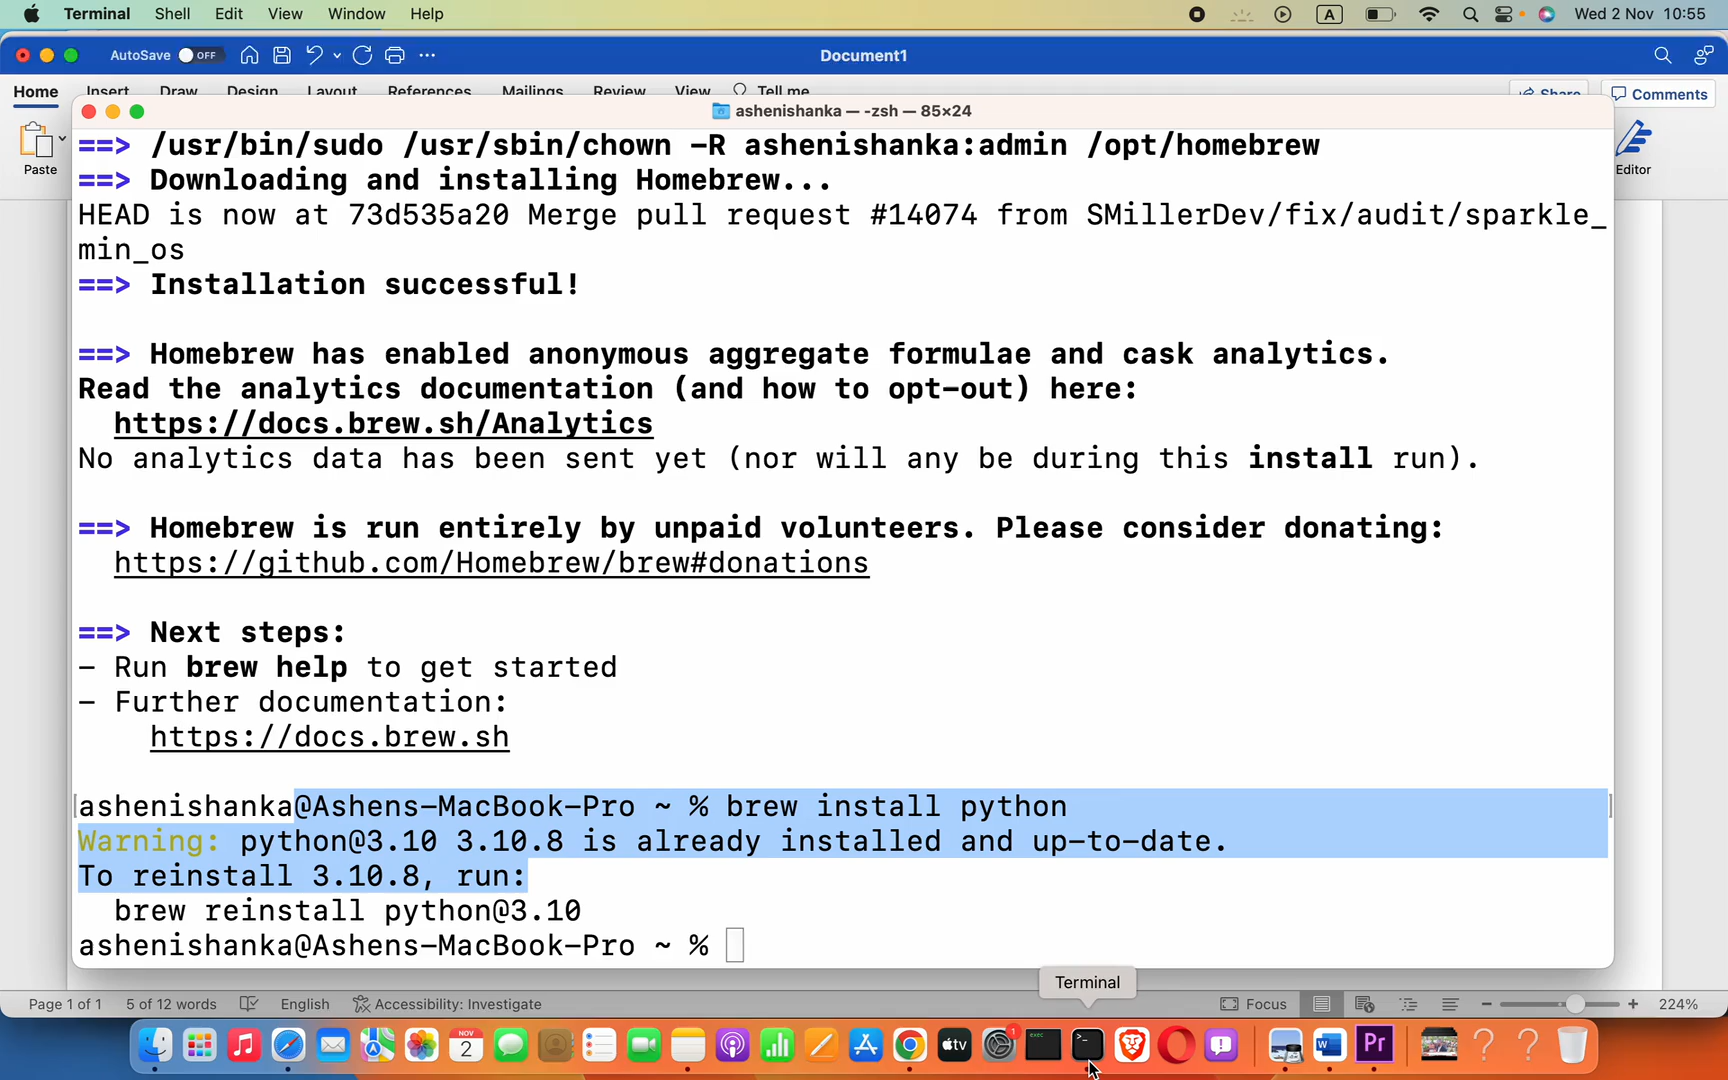 Terminal Shell Edit View Window Help A Wed 2 Nov 10:55
AutoSave OFF Document1
Home Insert Draw Design Layout References Mailings Review View Tell me Share Comments
ashenishanka — -zsh — 85×24
Paste
Editor
==> /usr/bin/sudo /usr/sbin/chown -R ashenishanka:admin /opt/homebrew
==> Downloading and installing Homebrew...
HEAD is now at 73d535a20 Merge pull request #14074 from SMillerDev/fix/audit/sparkle_
min_os
==> Installation successful!
==> Homebrew has enabled anonymous aggregate formulae and cask analytics.
Read the analytics documentation (and how to opt-out) here:
https://docs.brew.sh/Analytics
No analytics data has been sent yet (nor will any be during this install run).
==> Homebrew is run entirely by unpaid volunteers. Please consider donating:
https://github.com/Homebrew/brew#donations
==> Next steps:
- Run brew help to get started
- Further documentation:
https://docs.brew.sh
[ashenishanka@Ashens-MacBook-Pro ~ % brew install python ]
Warning: python@3.10 3.10.8 is already installed and up-to-date.
To reinstall 3.10.8, run:
brew reinstall python@3.10
ashenishanka@Ashens-MacBook-Pro ~ %
Terminal
Page 1 of 1 5 of 12 words English Accessibility: Investigate Focus 224%
NOV
2
tv
1
exec
>_
W
Pr
?
?